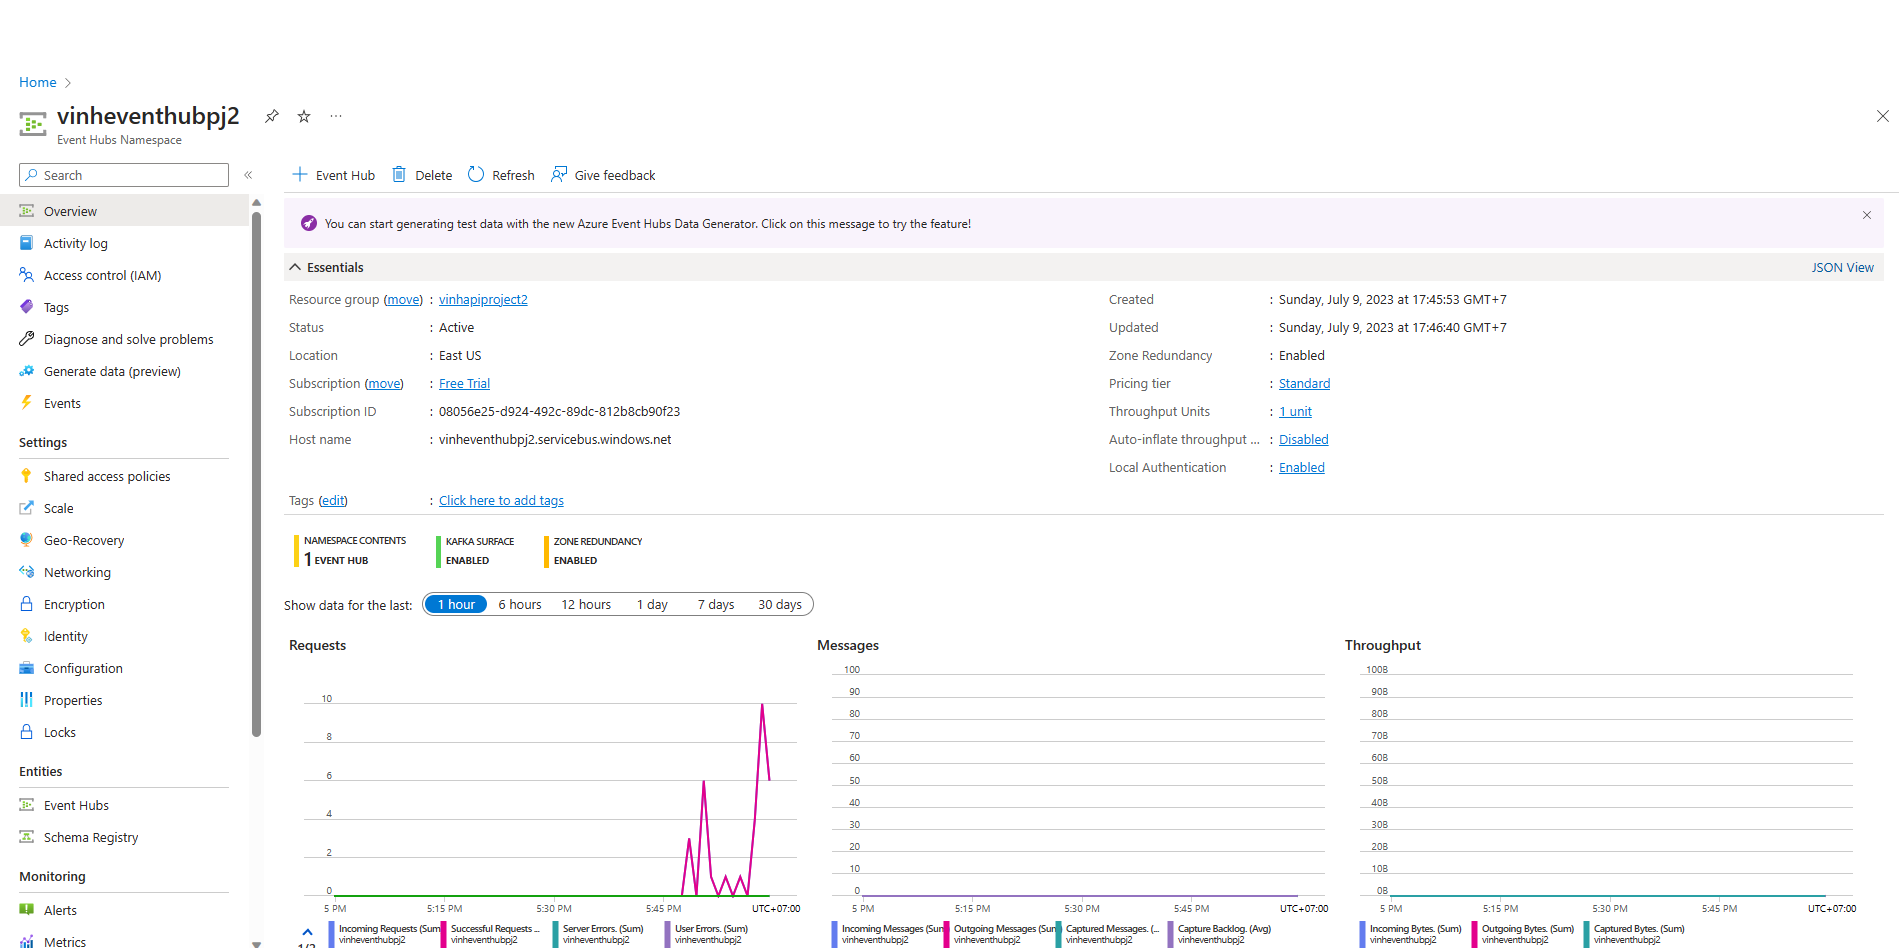 Home
vinheventhubpj2
Event Hubs Namespace
Search
Event Hub Delete Refresh Give feedback
Overview
Activity log
Access control (IAM)
Tags
Diagnose and solve problems
Generate data (preview)
Events
Settings
Shared access policies
Scale
Geo-Recovery
Networking
Encryption
Identity
Configuration
Properties
Locks
Entities
Event Hubs
Schema Registry
Monitoring
Alerts
Metrics
You can start generating test data with the new Azure Event Hubs Data Generator. Click on this message to try the feature!
Essentials JSON View
Resource group (move) : vinhapiproject2
Status : Active
Location : East US
Subscription (move) : Free Trial
Subscription ID : 08056e25-d924-492c-89dc-812b8cb90f23
Host name : vinheventhubpj2.servicebus.windows.net
Created : Sunday, July 9, 2023 at 17:45:53 GMT+7
Updated : Sunday, July 9, 2023 at 17:46:40 GMT+7
Zone Redundancy : Enabled
Pricing tier : Standard
Throughput Units : 1 unit
Auto-inflate throughput ... : Disabled
Local Authentication : Enabled
Tags (edit) : Click here to add tags
NAMESPACE CONTENTS
1 EVENT HUB
KAFKA SURFACE
ENABLED
ZONE REDUNDANCY
ENABLED
Show data for the last: 1 hour 6 hours 12 hours 1 day 7 days 30 days
Requests
10
8
6
4
2
0
5 PM 5:15 PM 5:30 PM 5:45 PM UTC+07:00
Incoming Requests (Sum
vinheventhubpj2
Successful Requests ...
vinheventhubpj2
Server Errors. (Sum)
vinheventhubpj2
User Errors. (Sum)
vinheventhubpj2
1/2
Messages
100
90
80
70
60
50
40
30
20
10
0
5 PM 5:15 PM 5:30 PM 5:45 PM UTC+07:00
Incoming Messages (Sum
vinheventhubpj2
Outgoing Messages (Sum
vinheventhubpj2
Captured Messages. (...
vinheventhubpj2
Capture Backlog. (Avg)
vinheventhubpj2
Throughput
100B
90B
80B
70B
60B
50B
40B
30B
20B
10B
0B
5 PM 5:15 PM 5:30 PM 5:45 PM UTC+07:00
Incoming Bytes. (Sum)
vinheventhubpj2
Outgoing Bytes. (Sum)
vinheventhubpj2
Captured Bytes. (Sum)
vinheventhubpj2